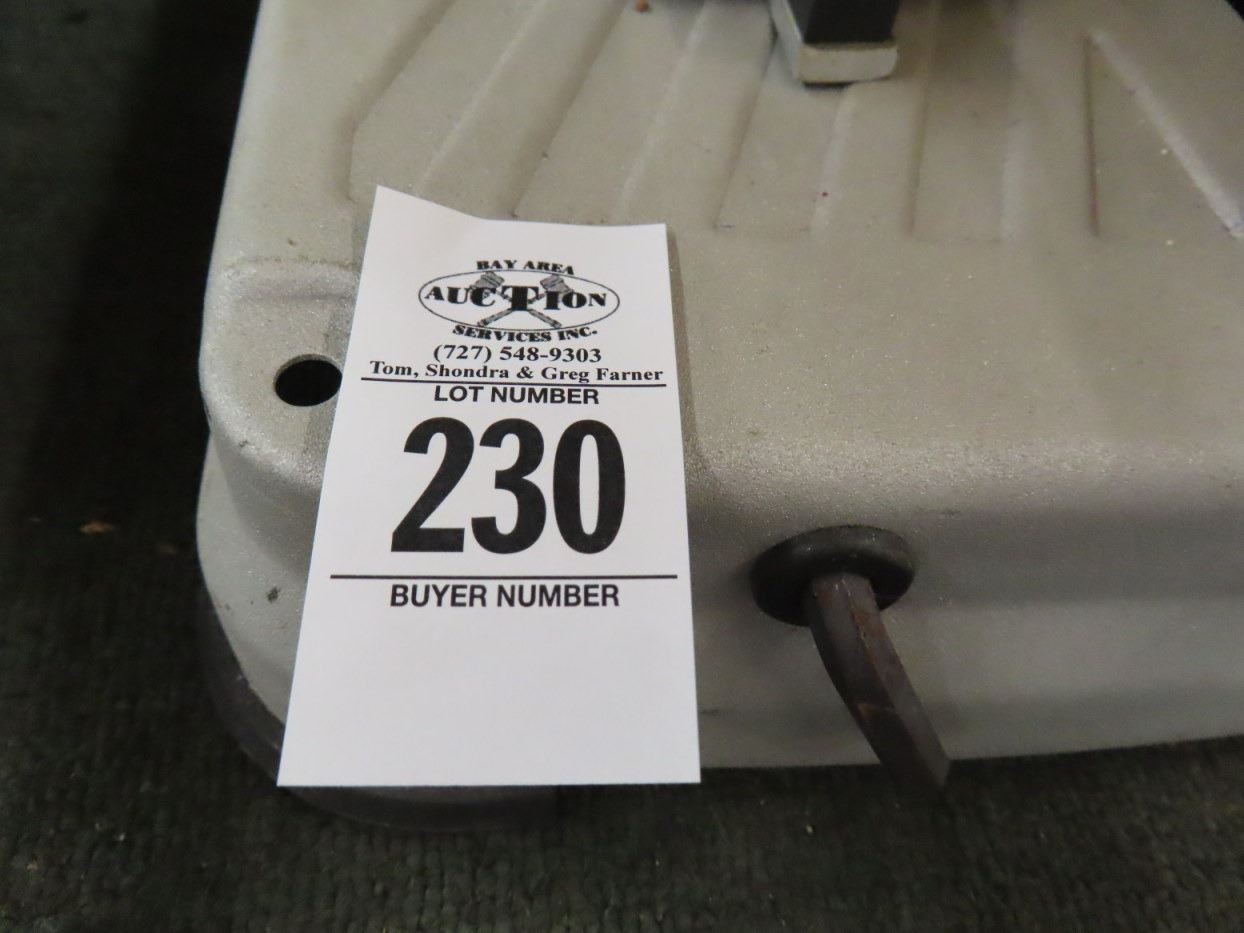 BAY AREA
AUCTION
SERVICES INC.
(727) 548-9303
Tom, Shondra & Greg Farner
LOT NUMBER
230
BUYER NUMBER